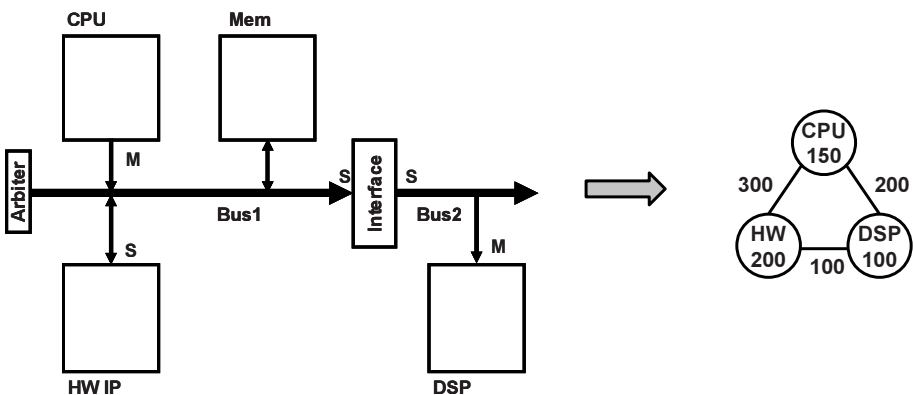 CPU
Mem
Arbiter
M
S
Interface
S
Bus1
Bus2
S
M
HW IP
DSP
CPU
150
300
200
HW
200
DSP
100
100